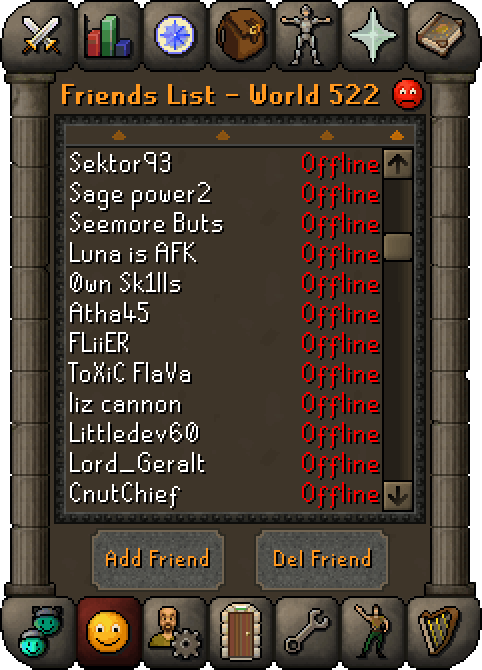 Friends List - World 522
Sektor93 Offline
Sage power2 Offline
Seemore Buts Offline
Luna is AFK Offline
0wn Sk1lls Offline
Atha45 Offline
FLiiER Offline
ToXiC FlaVa Offline
liz cannon Offline
Littledev60 Offline
Lord_Geralt Offline
CnutChief Offline
Add Friend Del Friend